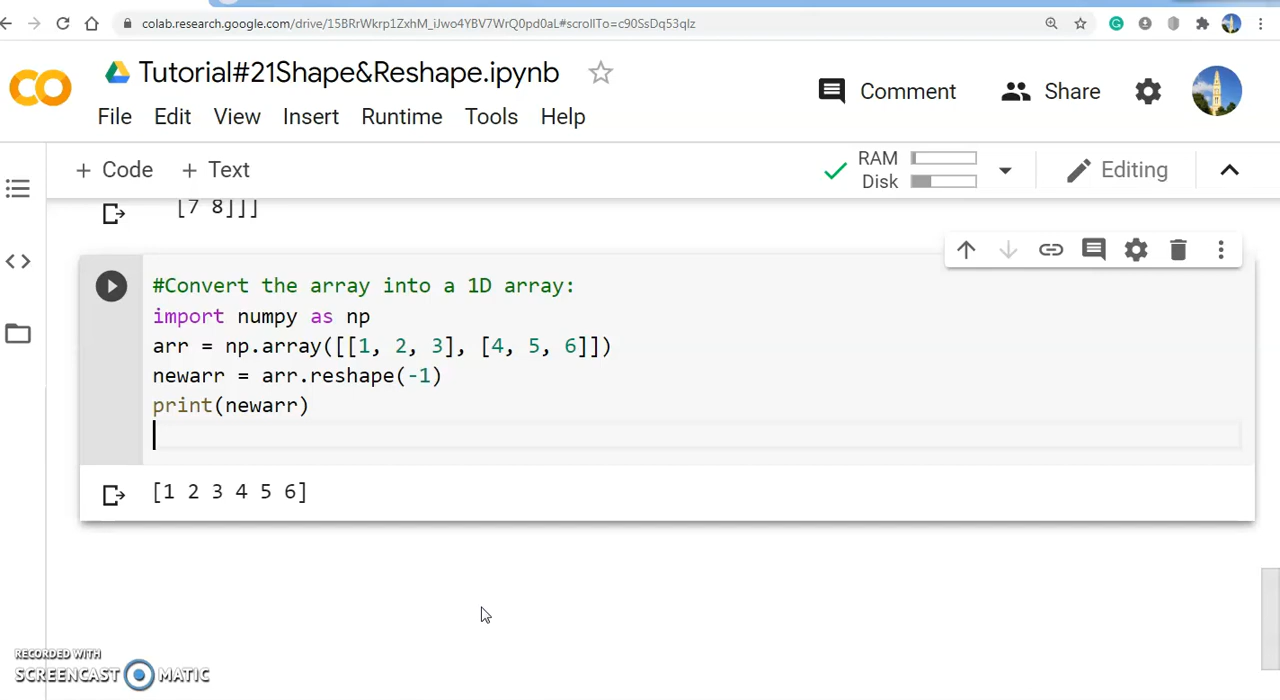 colab.research.google.com/drive/15BRrWkrp1ZxhM_iJwo4YBV7WrQ0pd0aL#scrollTo=c90SsDq53qIz
CO
Tutorial#21Shape&Reshape.ipynb
Comment
Share
File Edit View Insert Runtime Tools Help
+ Code + Text
RAM
Disk
Editing
[7 8]]]
#Convert the array into a 1D array:
import numpy as np
arr = np.array([[1, 2, 3], [4, 5, 6]])
newarr = arr.reshape(-1)
print(newarr)
[1 2 3 4 5 6]
RECORDED WITH
SCREENCAST MATIC